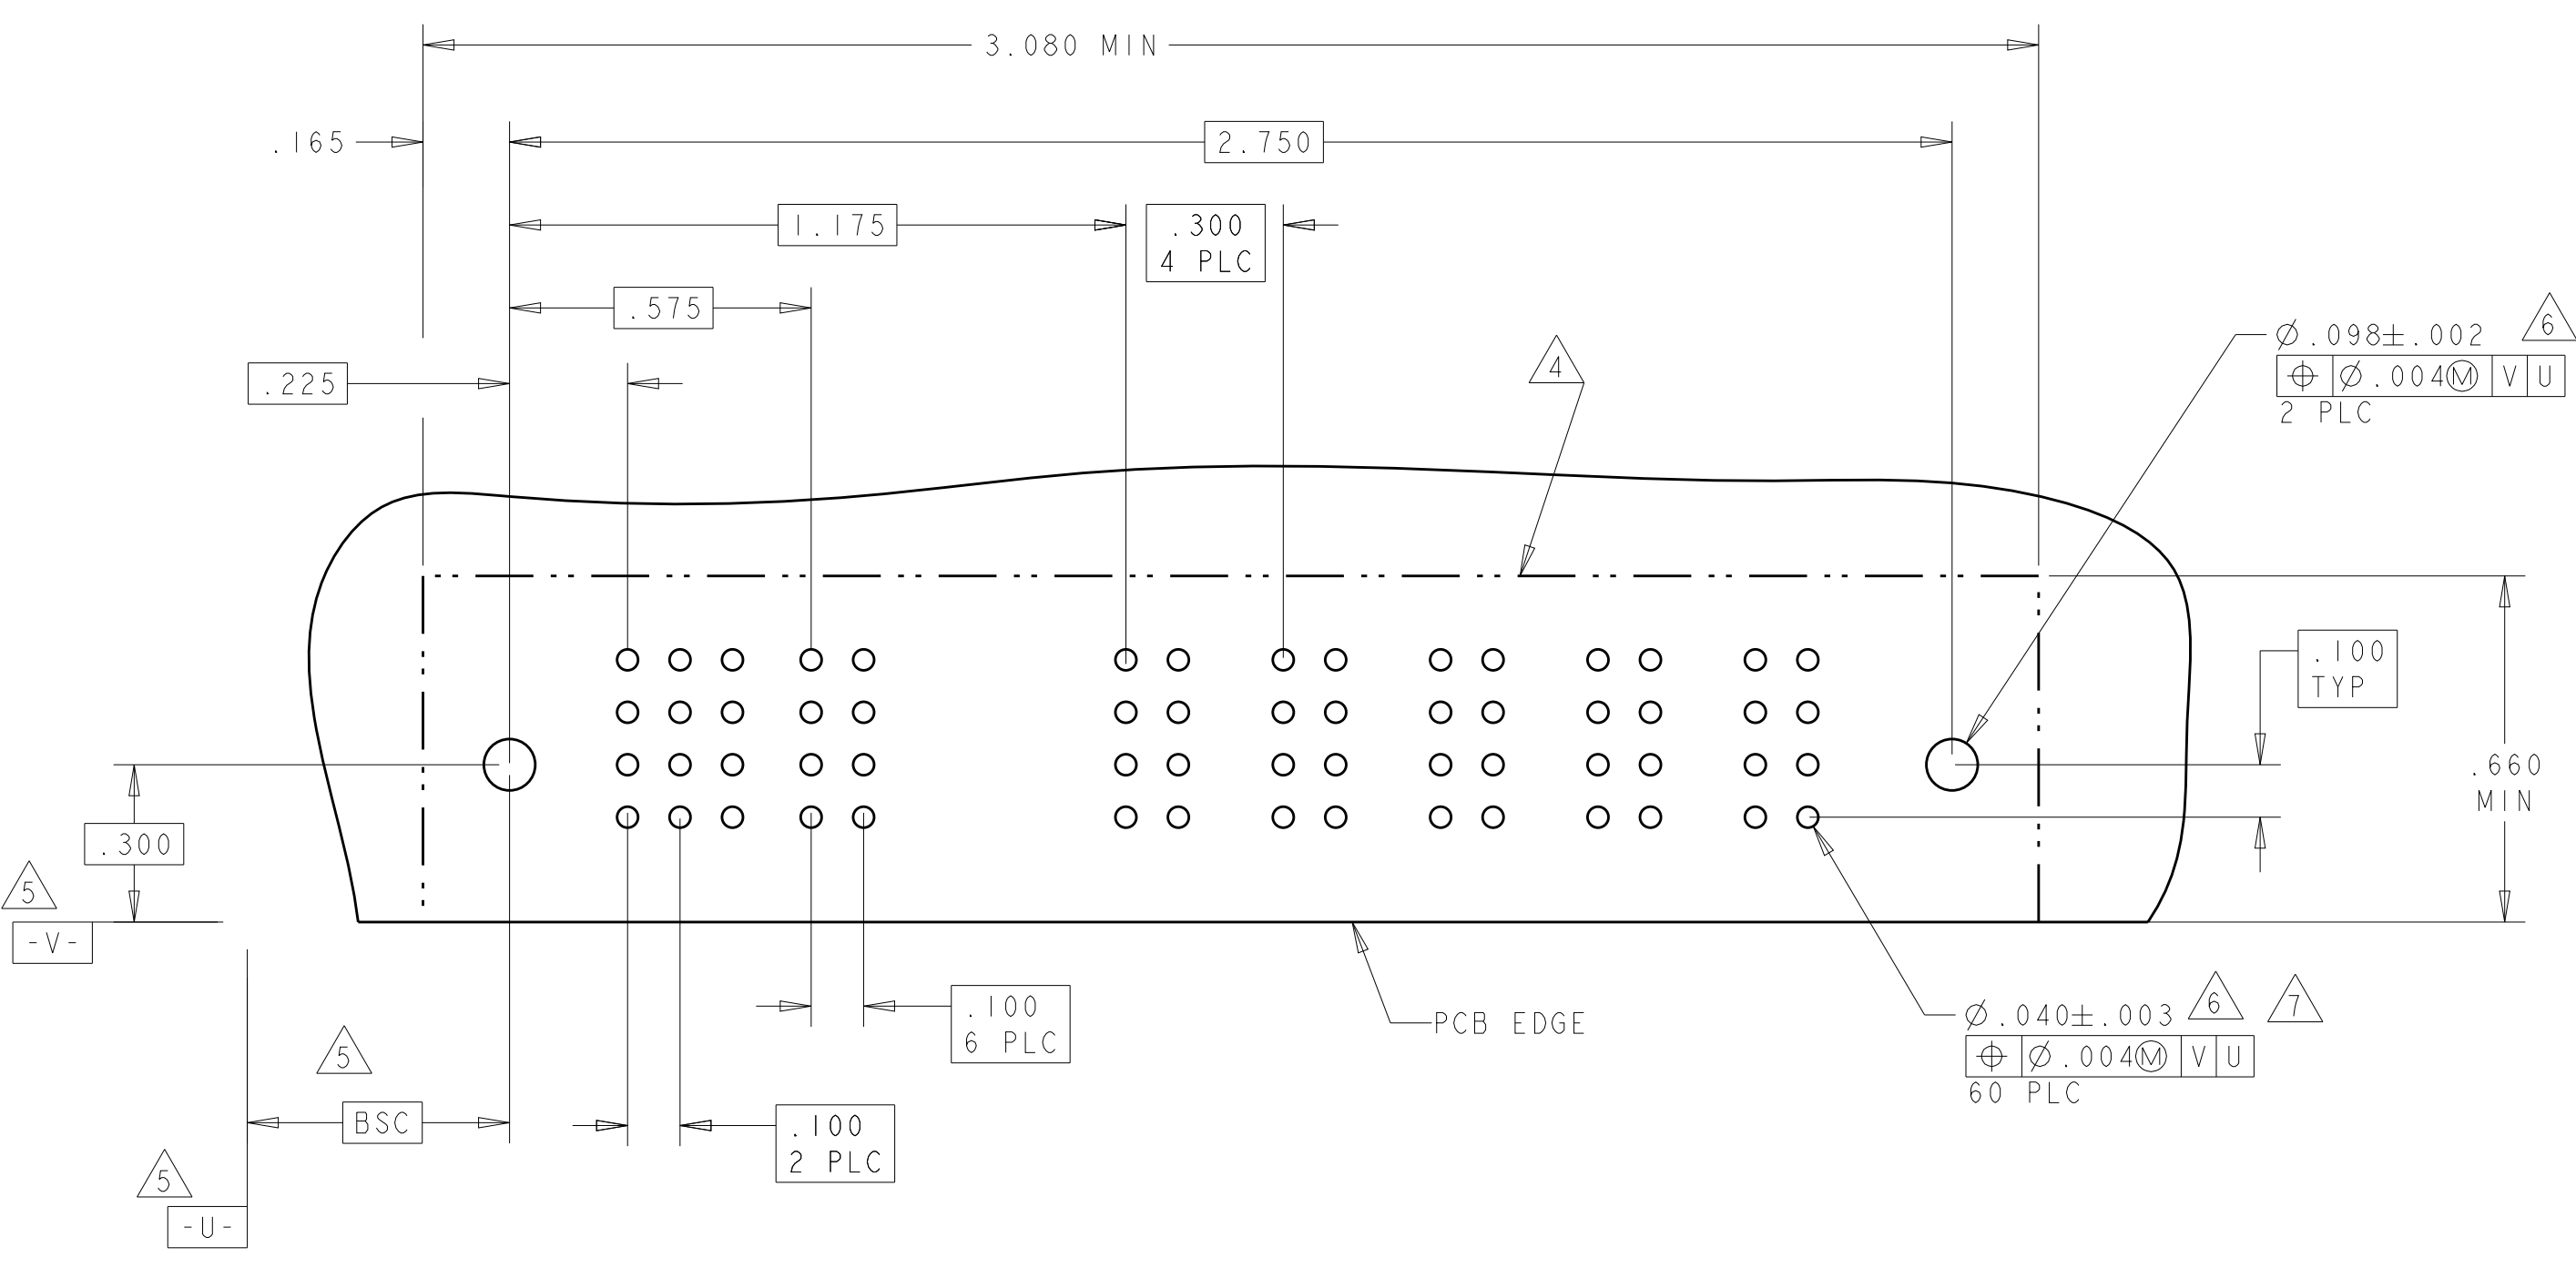 3.080 MIN
.165
2.750
1.175
.300
4 PLC
.575
.225
4
6
Ø.098±.002
⌖ Ø.004Ⓜ V U
2 PLC
.100
TYP
.660
MIN
.300
5
-V-
.100
6 PLC
PCB EDGE
6
7
Ø.040±.003
⌖ Ø.004Ⓜ V U
60 PLC
5
BSC
.100
2 PLC
5
-U-